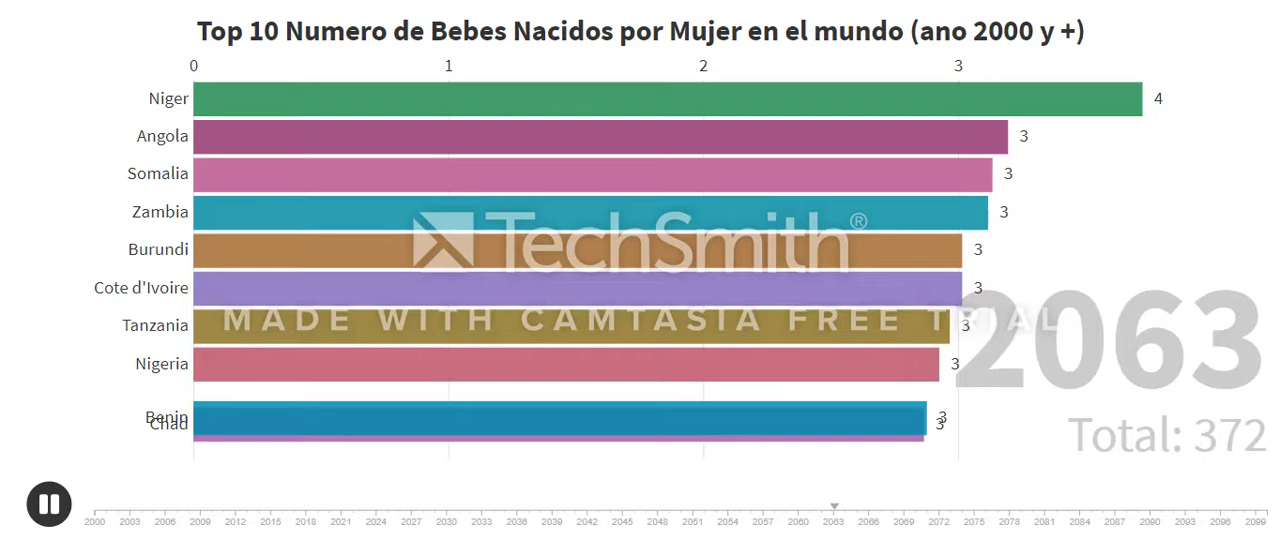 Top 10 Numero de Bebes Nacidos por Mujer en el mundo (ano 2000 y +)
0 1 2 3
Niger 4
Angola 3
Somalia 3
Zambia 3
TechSmith®
Burundi 3
Cote d'Ivoire 3
MADE WITH CAMTASIA FREE TRIAL
Tanzania 3
2063
Nigeria 3
Benin 3
Chad 3
Total: 372
2000 2003 2006 2009 2012 2015 2018 2021 2024 2027 2030 2033 2036 2039 2042 2045 2048 2051 2054 2057 2060 2063 2066 2069 2072 2075 2078 2081 2084 2087 2090 2093 2096 2099